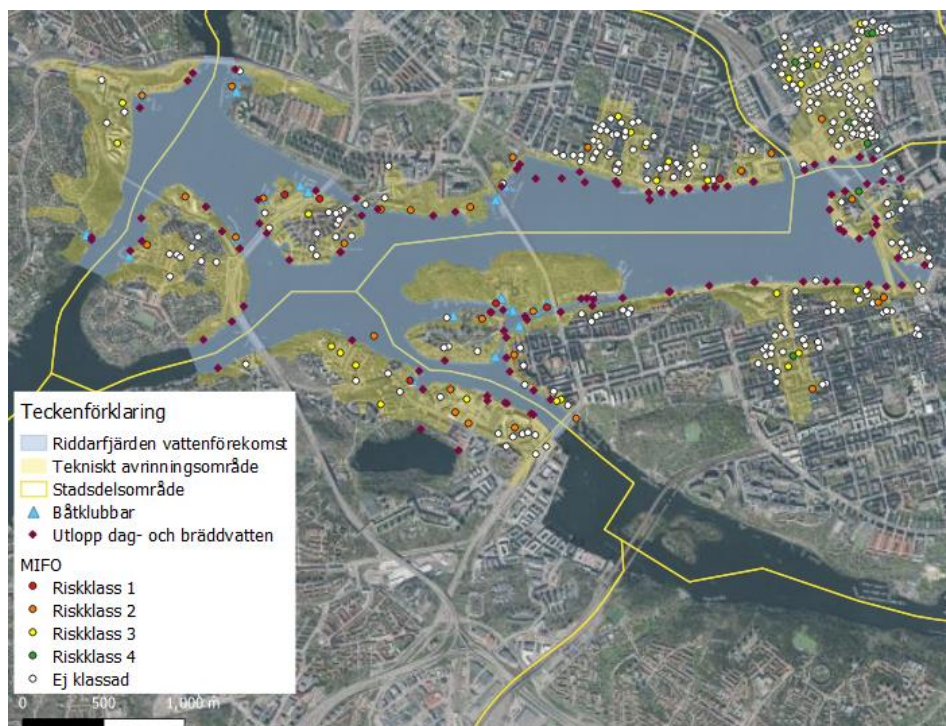 Teckenförklaring
Riddarfjärden vattenförekomst
Tekniskt avrinningsområde
Stadsdelsområde
Båtklubbar
Utlopp dag- och bräddvatten
MIFO
Riskklass 1
Riskklass 2
Riskklass 3
Riskklass 4
Ej klassad
0 500 1,000 m